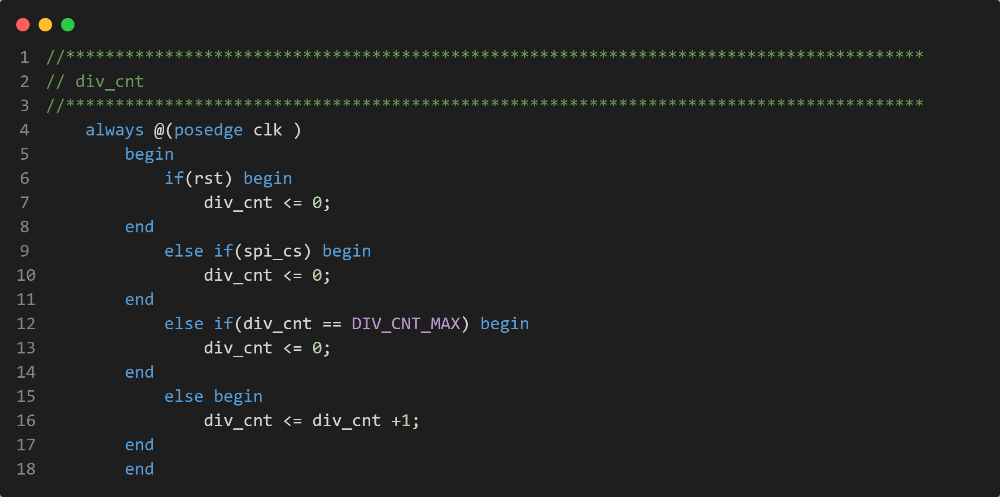 1 //***************************************************************************************
2 // div_cnt
3 //***************************************************************************************
4     always @(posedge clk )
5         begin
6             if(rst) begin
7                 div_cnt <= 0;
8         end
9             else if(spi_cs) begin
10                 div_cnt <= 0;
11         end
12             else if(div_cnt == DIV_CNT_MAX) begin
13                 div_cnt <= 0;
14         end
15             else begin
16                 div_cnt <= div_cnt +1;
17         end
18         end